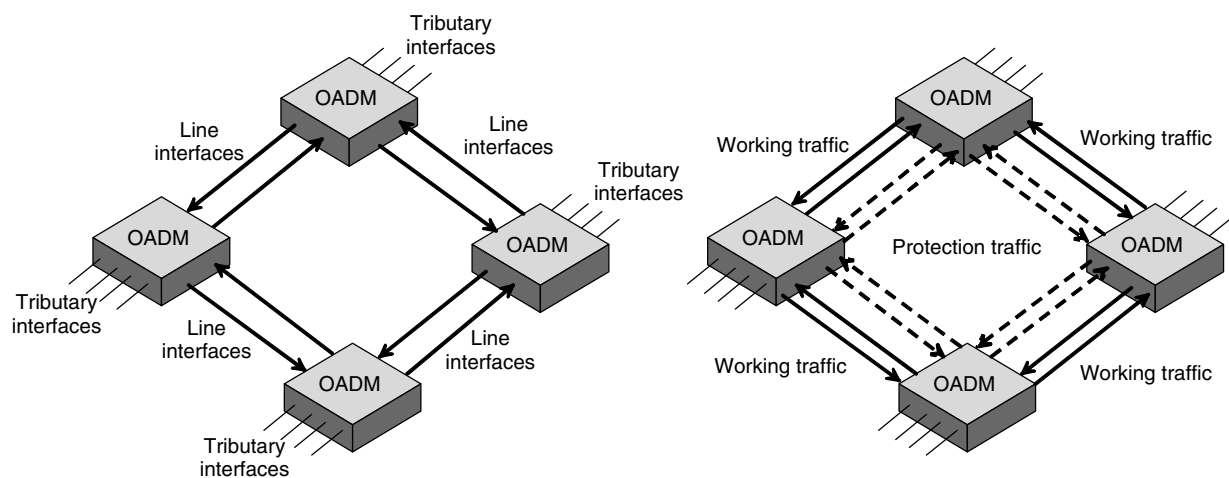 Tributary
interfaces
OADM
Line
interfaces
Line
interfaces
Tributary
interfaces
OADM
OADM
Tributary
interfaces
Line
interfaces
Line
interfaces
OADM
Tributary
interfaces
OADM
Working traffic
Working traffic
OADM
Protection traffic
OADM
Working traffic
OADM
Working traffic